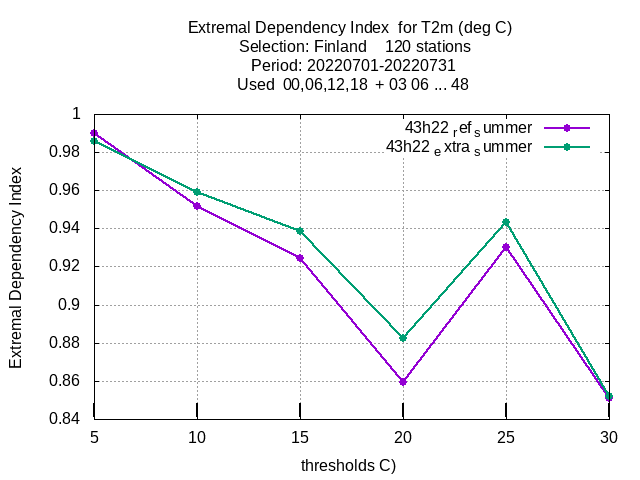 Extremal Dependency Index  for T2m (deg C)
Selection: Finland    120 stations
Period: 20220701-20220731
Used  00,06,12,18  + 03 06 ... 48
43h22 ref summer
43h22 extra summer
1
0.98
0.96
0.94
0.92
0.9
0.88
0.86
0.84
Extremal Dependency Index
5 10 15 20 25 30
thresholds C)